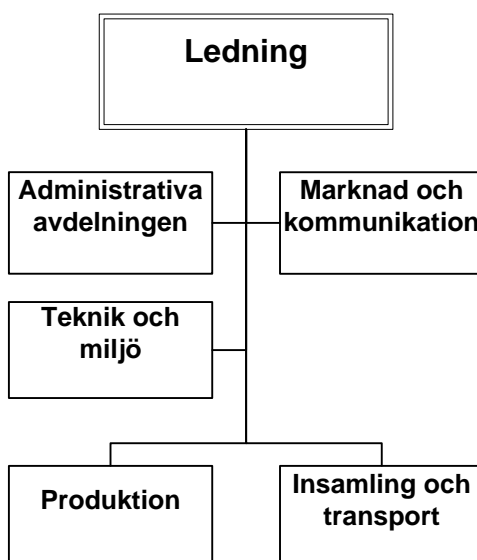 Ledning
Administrativa
avdelningen
Marknad och
kommunikation
Teknik och
miljö
Produktion
Insamling och
transport